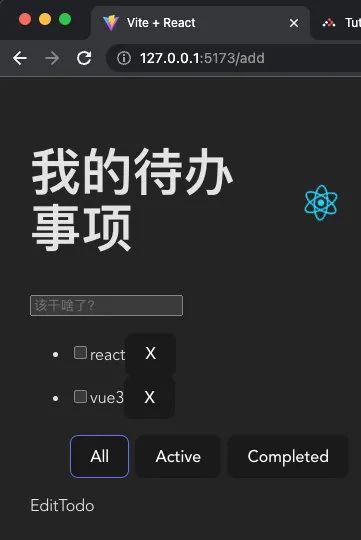 Vite + React
Tut
127.0.0.1:5173/add
我的待办
事项
该干啥了?
react X
vue3 X
All Active Completed
EditTodo